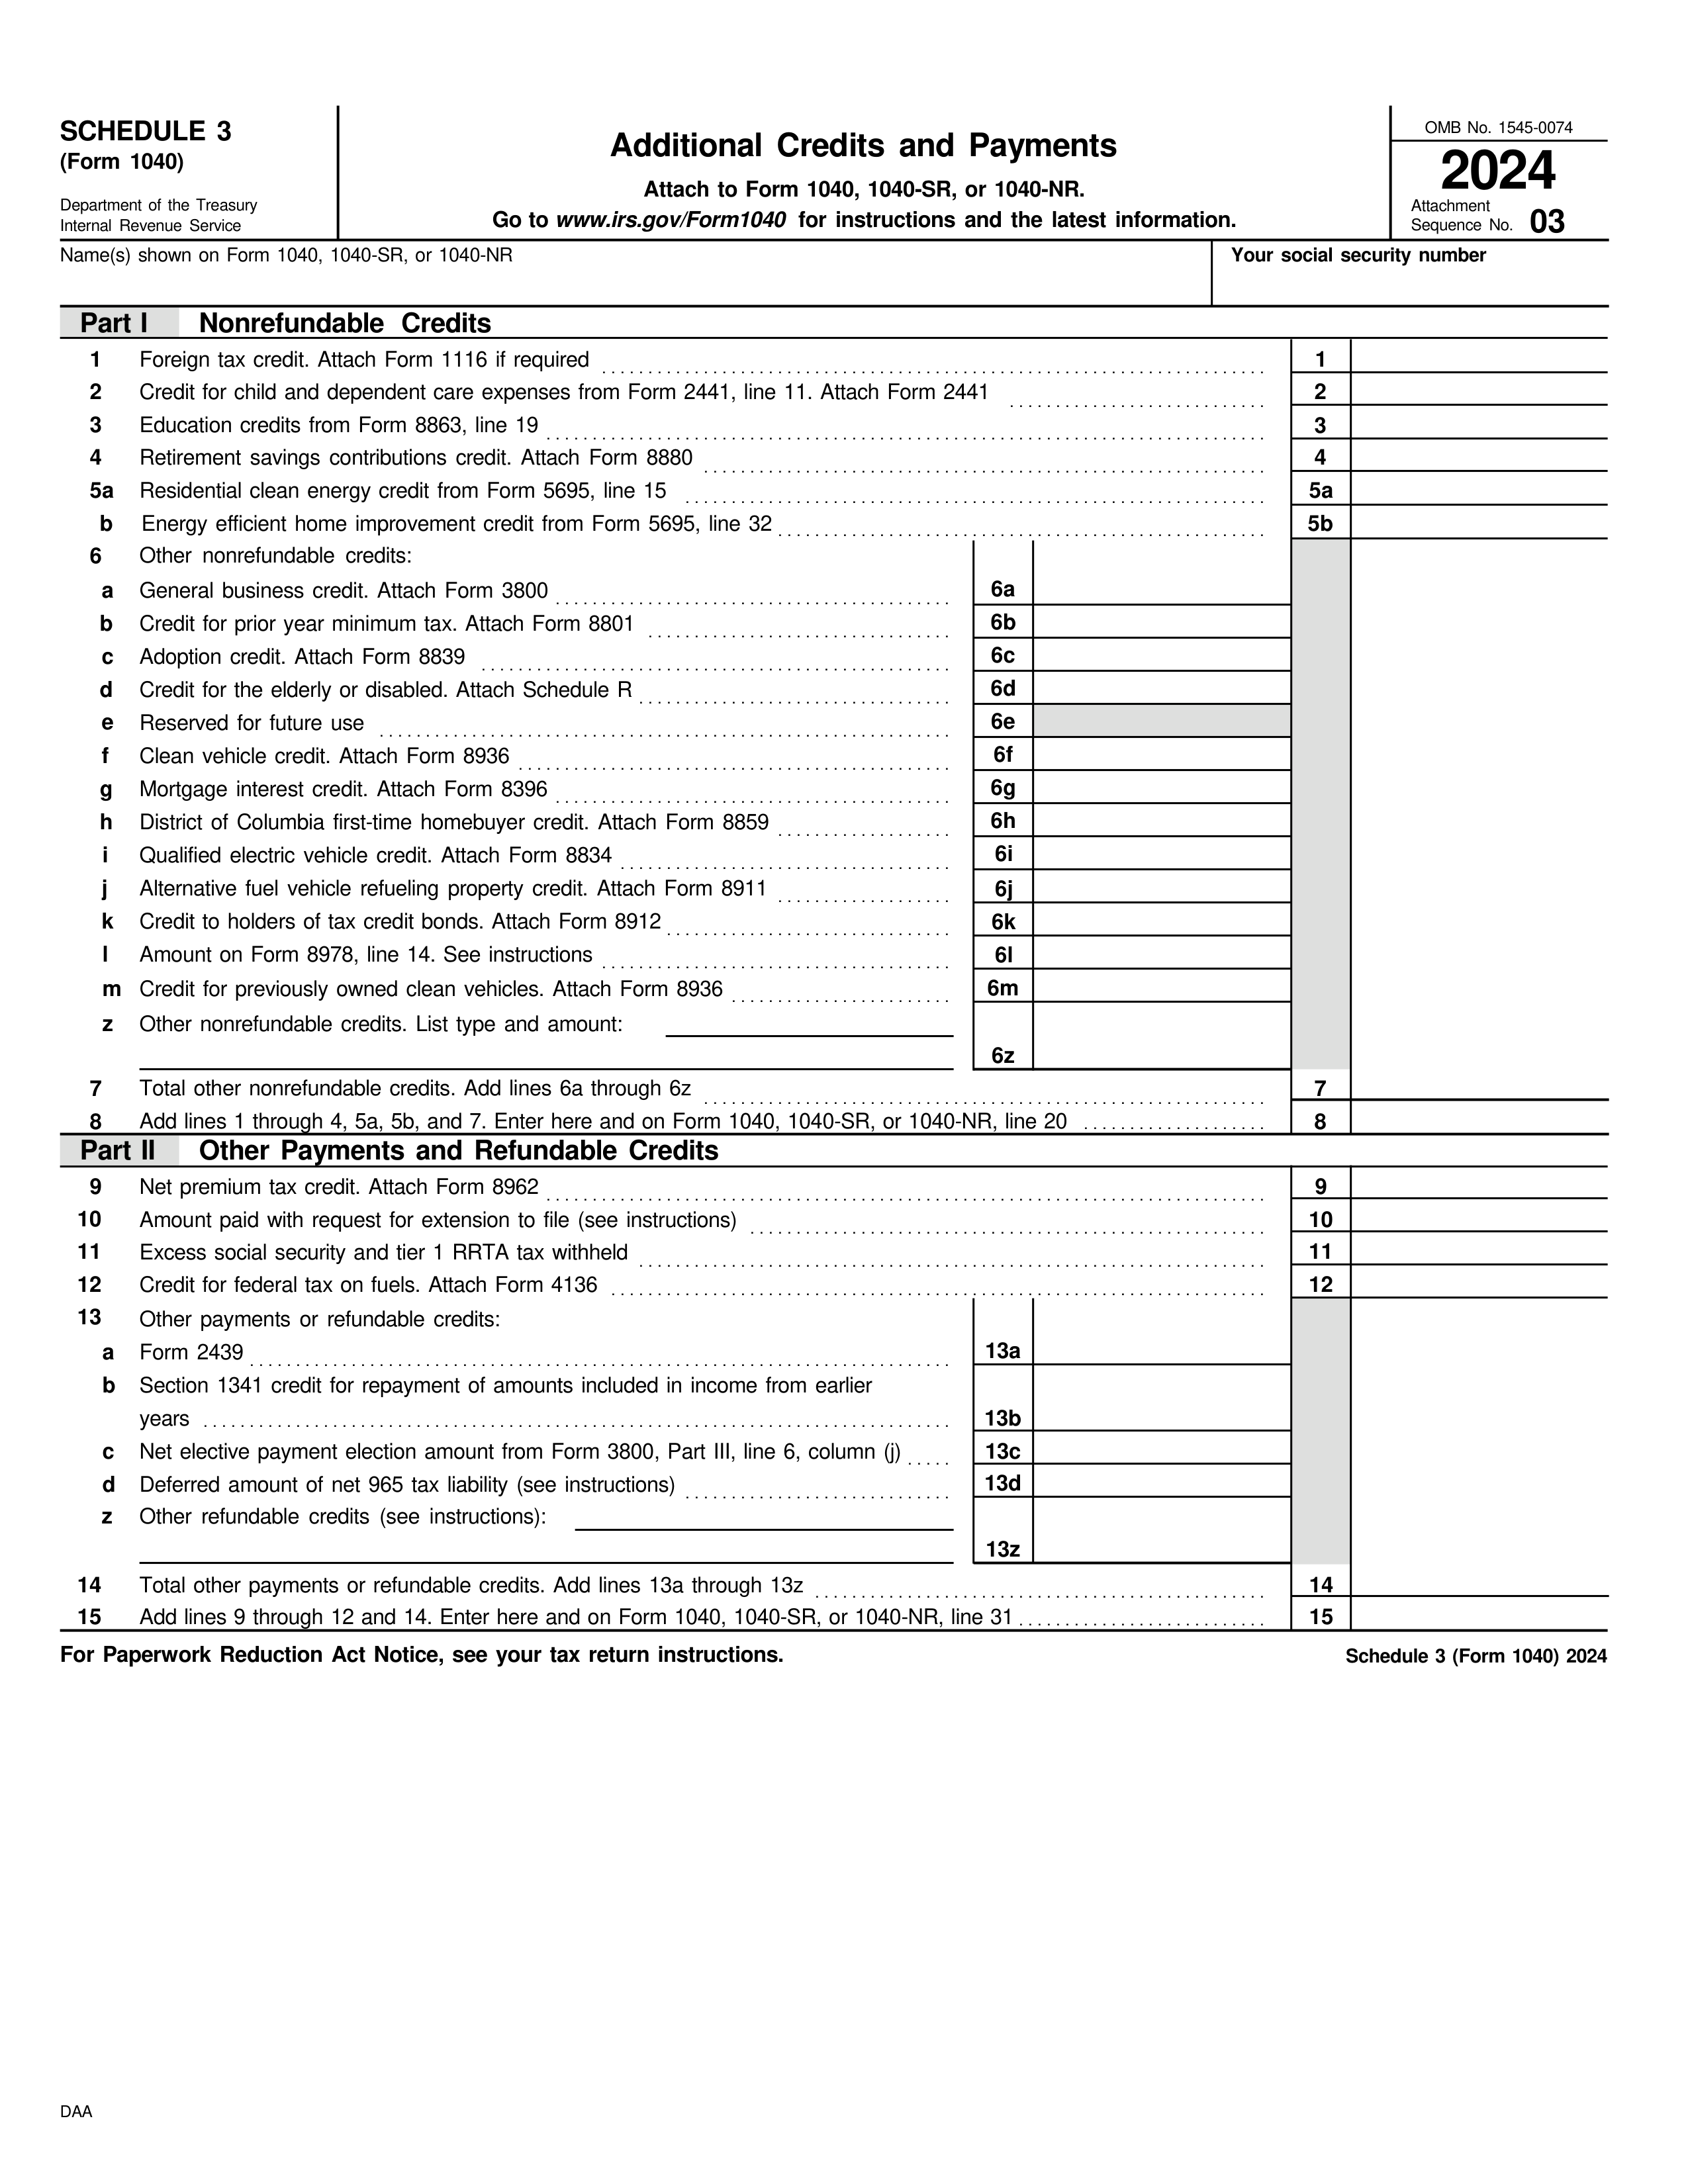 SCHEDULE 3
(Form 1040)
Department of the Treasury
Internal Revenue Service
Additional Credits and Payments
Attach to Form 1040, 1040-SR, or 1040-NR.
Go to www.irs.gov/Form1040 for instructions and the latest information.
OMB No. 1545-0074
2024
Attachment
Sequence No. 03
Name(s) shown on Form 1040, 1040-SR, or 1040-NR
Your social security number
Part I Nonrefundable Credits
1 Foreign tax credit. Attach Form 1116 if required 1
2 Credit for child and dependent care expenses from Form 2441, line 11. Attach Form 2441 2
3 Education credits from Form 8863, line 19 3
4 Retirement savings contributions credit. Attach Form 8880 4
5a Residential clean energy credit from Form 5695, line 15 5a
b Energy efficient home improvement credit from Form 5695, line 32 5b
6 Other nonrefundable credits:
a General business credit. Attach Form 3800 6a
b Credit for prior year minimum tax. Attach Form 8801 6b
c Adoption credit. Attach Form 8839 6c
d Credit for the elderly or disabled. Attach Schedule R 6d
e Reserved for future use 6e
f Clean vehicle credit. Attach Form 8936 6f
g Mortgage interest credit. Attach Form 8396 6g
h District of Columbia first-time homebuyer credit. Attach Form 8859 6h
i Qualified electric vehicle credit. Attach Form 8834 6i
j Alternative fuel vehicle refueling property credit. Attach Form 8911 6j
k Credit to holders of tax credit bonds. Attach Form 8912 6k
l Amount on Form 8978, line 14. See instructions 6l
m Credit for previously owned clean vehicles. Attach Form 8936 6m
z Other nonrefundable credits. List type and amount:
6z
7 Total other nonrefundable credits. Add lines 6a through 6z 7
8 Add lines 1 through 4, 5a, 5b, and 7. Enter here and on Form 1040, 1040-SR, or 1040-NR, line 20 8
Part II Other Payments and Refundable Credits
9 Net premium tax credit. Attach Form 8962 9
10 Amount paid with request for extension to file (see instructions) 10
11 Excess social security and tier 1 RRTA tax withheld 11
12 Credit for federal tax on fuels. Attach Form 4136 12
13 Other payments or refundable credits:
a Form 2439 13a
b Section 1341 credit for repayment of amounts included in income from earlier
years 13b
c Net elective payment election amount from Form 3800, Part III, line 6, column (j) 13c
d Deferred amount of net 965 tax liability (see instructions) 13d
z Other refundable credits (see instructions):
13z
14 Total other payments or refundable credits. Add lines 13a through 13z 14
15 Add lines 9 through 12 and 14. Enter here and on Form 1040, 1040-SR, or 1040-NR, line 31 15
For Paperwork Reduction Act Notice, see your tax return instructions.
Schedule 3 (Form 1040) 2024
DAA